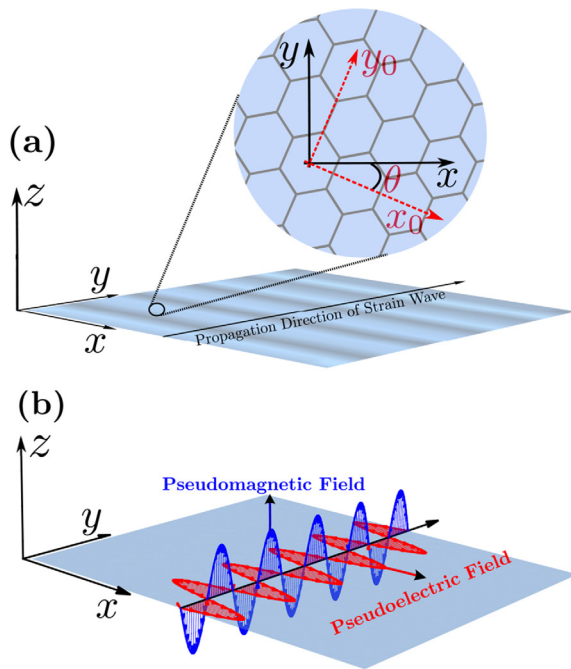 (a)
y
y₀
x
θ
x₀
z
y
x
Propagation Direction of Strain Wave
(b)
z
Pseudomagnetic Field
y
x
Pseudoelectric Field